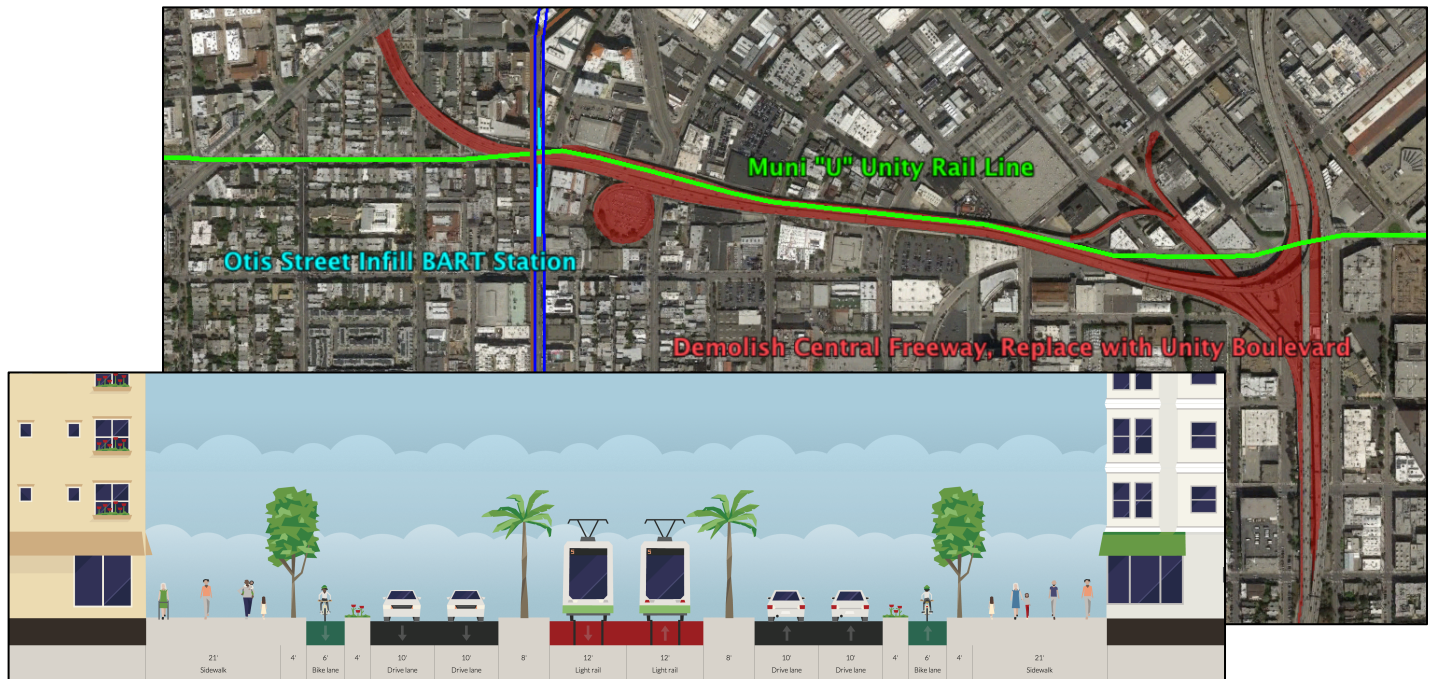 Muni "U" Unity Rail Line
Otis Street Infill BART Station
Demolish Central Freeway, Replace with Unity Boulevard
5 5
21' 4' 6' 4' 10' 10' 8' 12' 12' 8' 10' 10' 4' 6' 4' 21'
Sidewalk Bike lane Drive lane Drive lane Light rail Light rail Drive lane Drive lane Bike lane Sidewalk